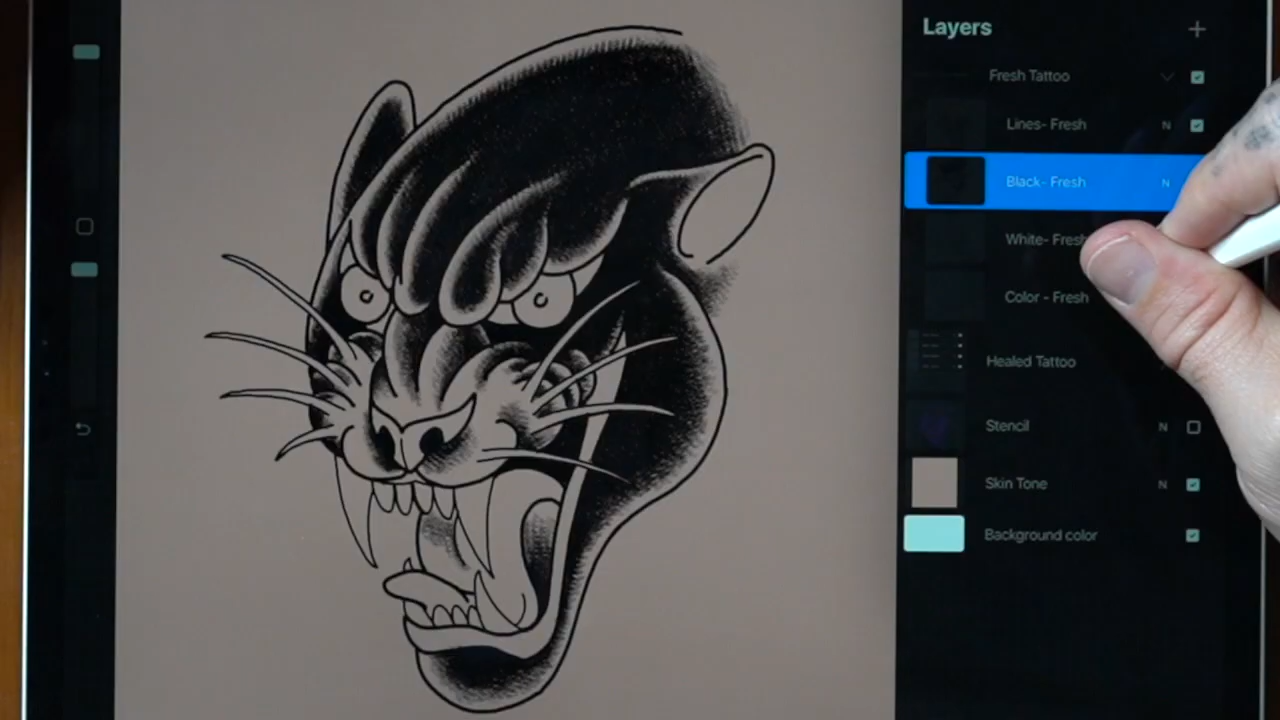 Layers
Fresh Tattoo
Lines- Fresh N
Black- Fresh N
White- Fresh
Color - Fresh
Healed Tattoo
Stencil N
Skin Tone N
Background color